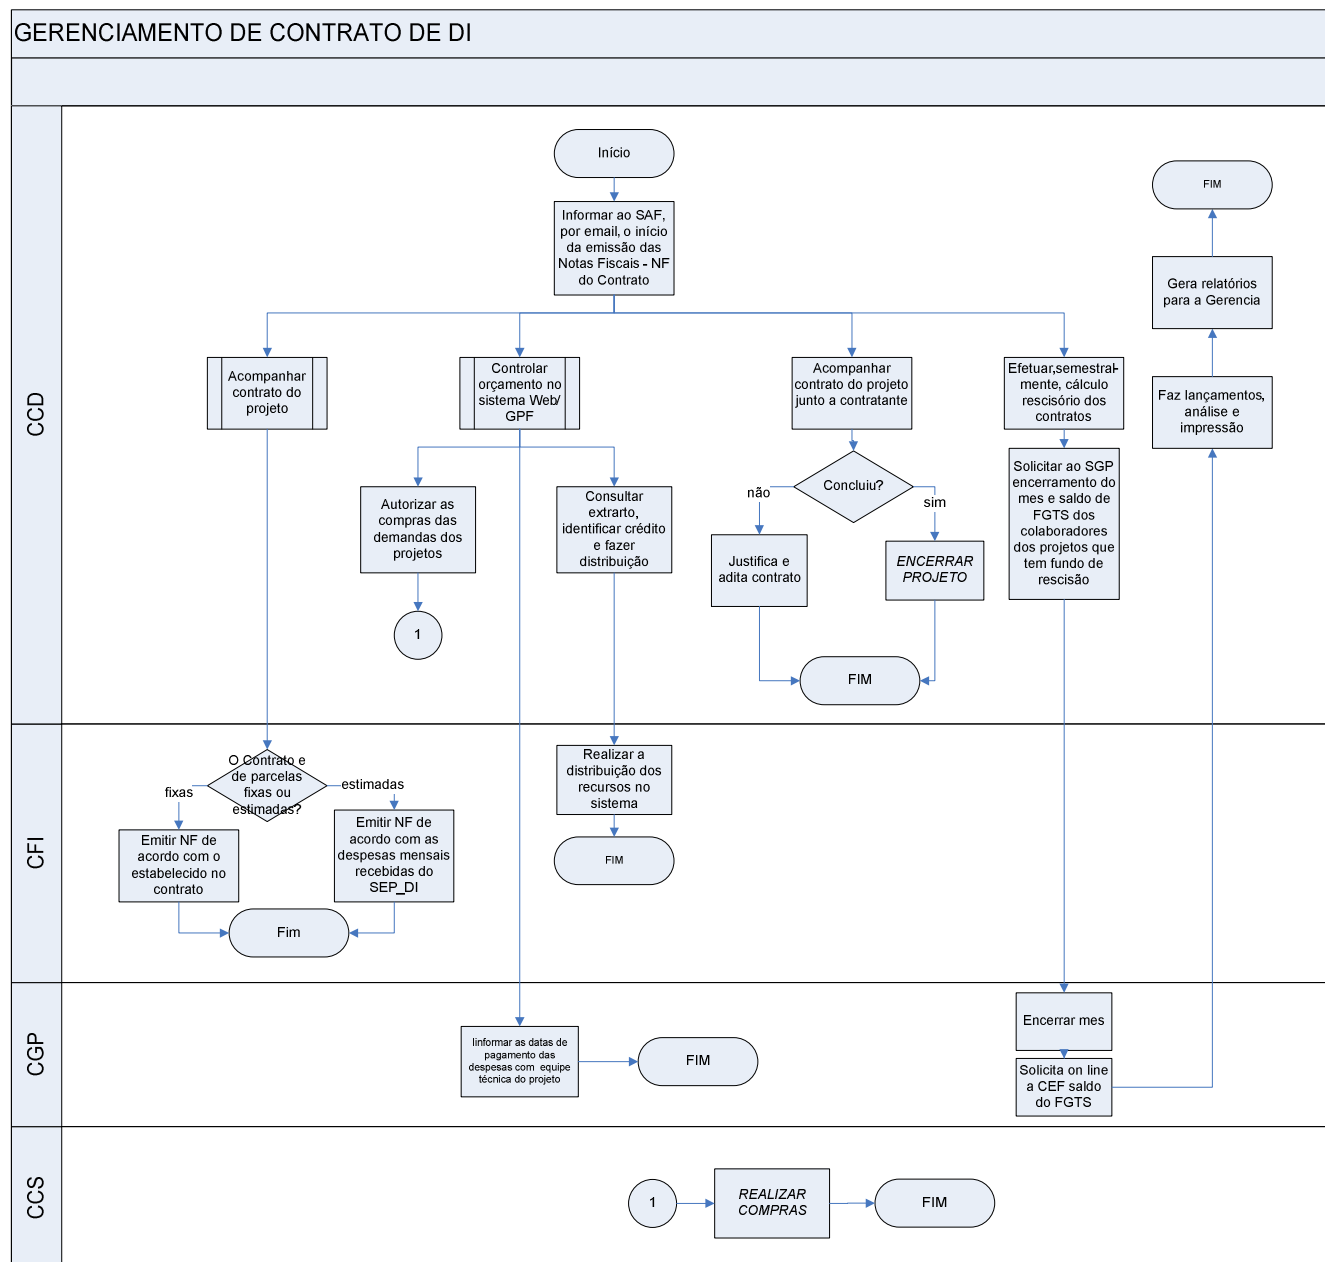 GERENCIAMENTO DE CONTRATO DE DI
CCD
Início
Informar ao SAF,
por email, o início
da emissão das
Notas Fiscais - NF
do Contrato
FIM
Gera relatórios
para a Gerencia
Faz lançamentos,
análise e
impressão
Acompanhar
contrato do
projeto
Controlar
orçamento no
sistema Web/
GPF
Acompanhar
contrato do projeto
junto a contratante
Efetuar,semestral-
mente, cálculo
rescisório dos
contratos
Autorizar as
compras das
demandas dos
projetos
Consultar
extrarto,
identificar crédito
e fazer
distribuição
Concluiu?
não
sim
Justifica e
adita contrato
ENCERRAR
PROJETO
Solicitar ao SGP
encerramento do
mes e saldo de
FGTS dos
colaboradores
dos projetos que
tem fundo de
rescisão
1
FIM
CFI
O Contrato e
de parcelas
fixas ou
estimadas?
fixas
estimadas
Emitir NF de
acordo com o
estabelecido no
contrato
Emitir NF de
acordo com as
despesas mensais
recebidas do
SEP_DI
Fim
Realizar a
distribuição dos
recursos no
sistema
FIM
CGP
Iinformar as datas de
pagamento das
despesas com equipe
técnica do projeto
FIM
Encerrar mes
Solicita on line
a CEF saldo
do FGTS
CCS
1
REALIZAR
COMPRAS
FIM